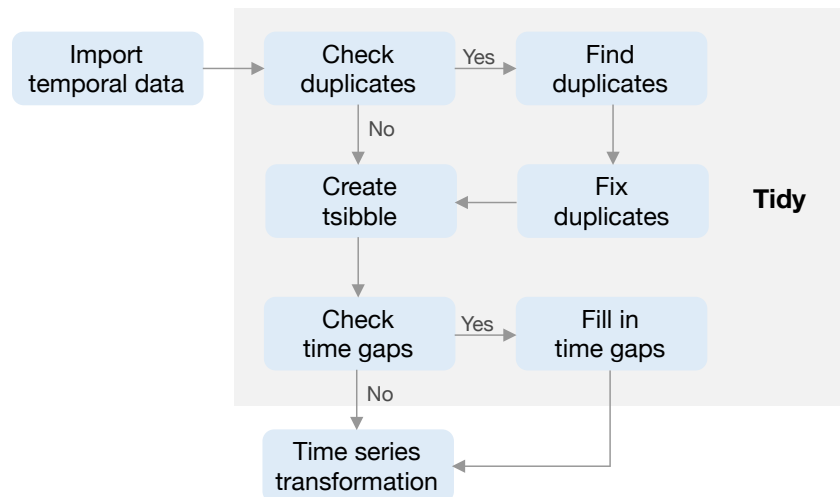 Import
temporal data
Check
duplicates
Yes
Find
duplicates
No
Create
tsibble
Fix
duplicates
Tidy
Check
time gaps
Yes
Fill in
time gaps
No
Time series
transformation